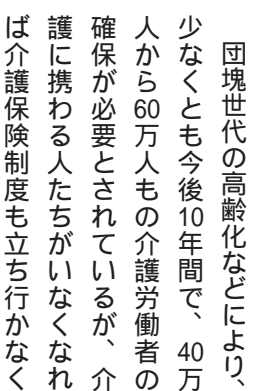 団塊世代の高齢化などにより、
少なくとも今後10年間で、40万
人から60万人もの介護労働者の
確保が必要とされているが、介
護に携わる人たちがいなくなれ
ば介護保険制度も立ち行かなく